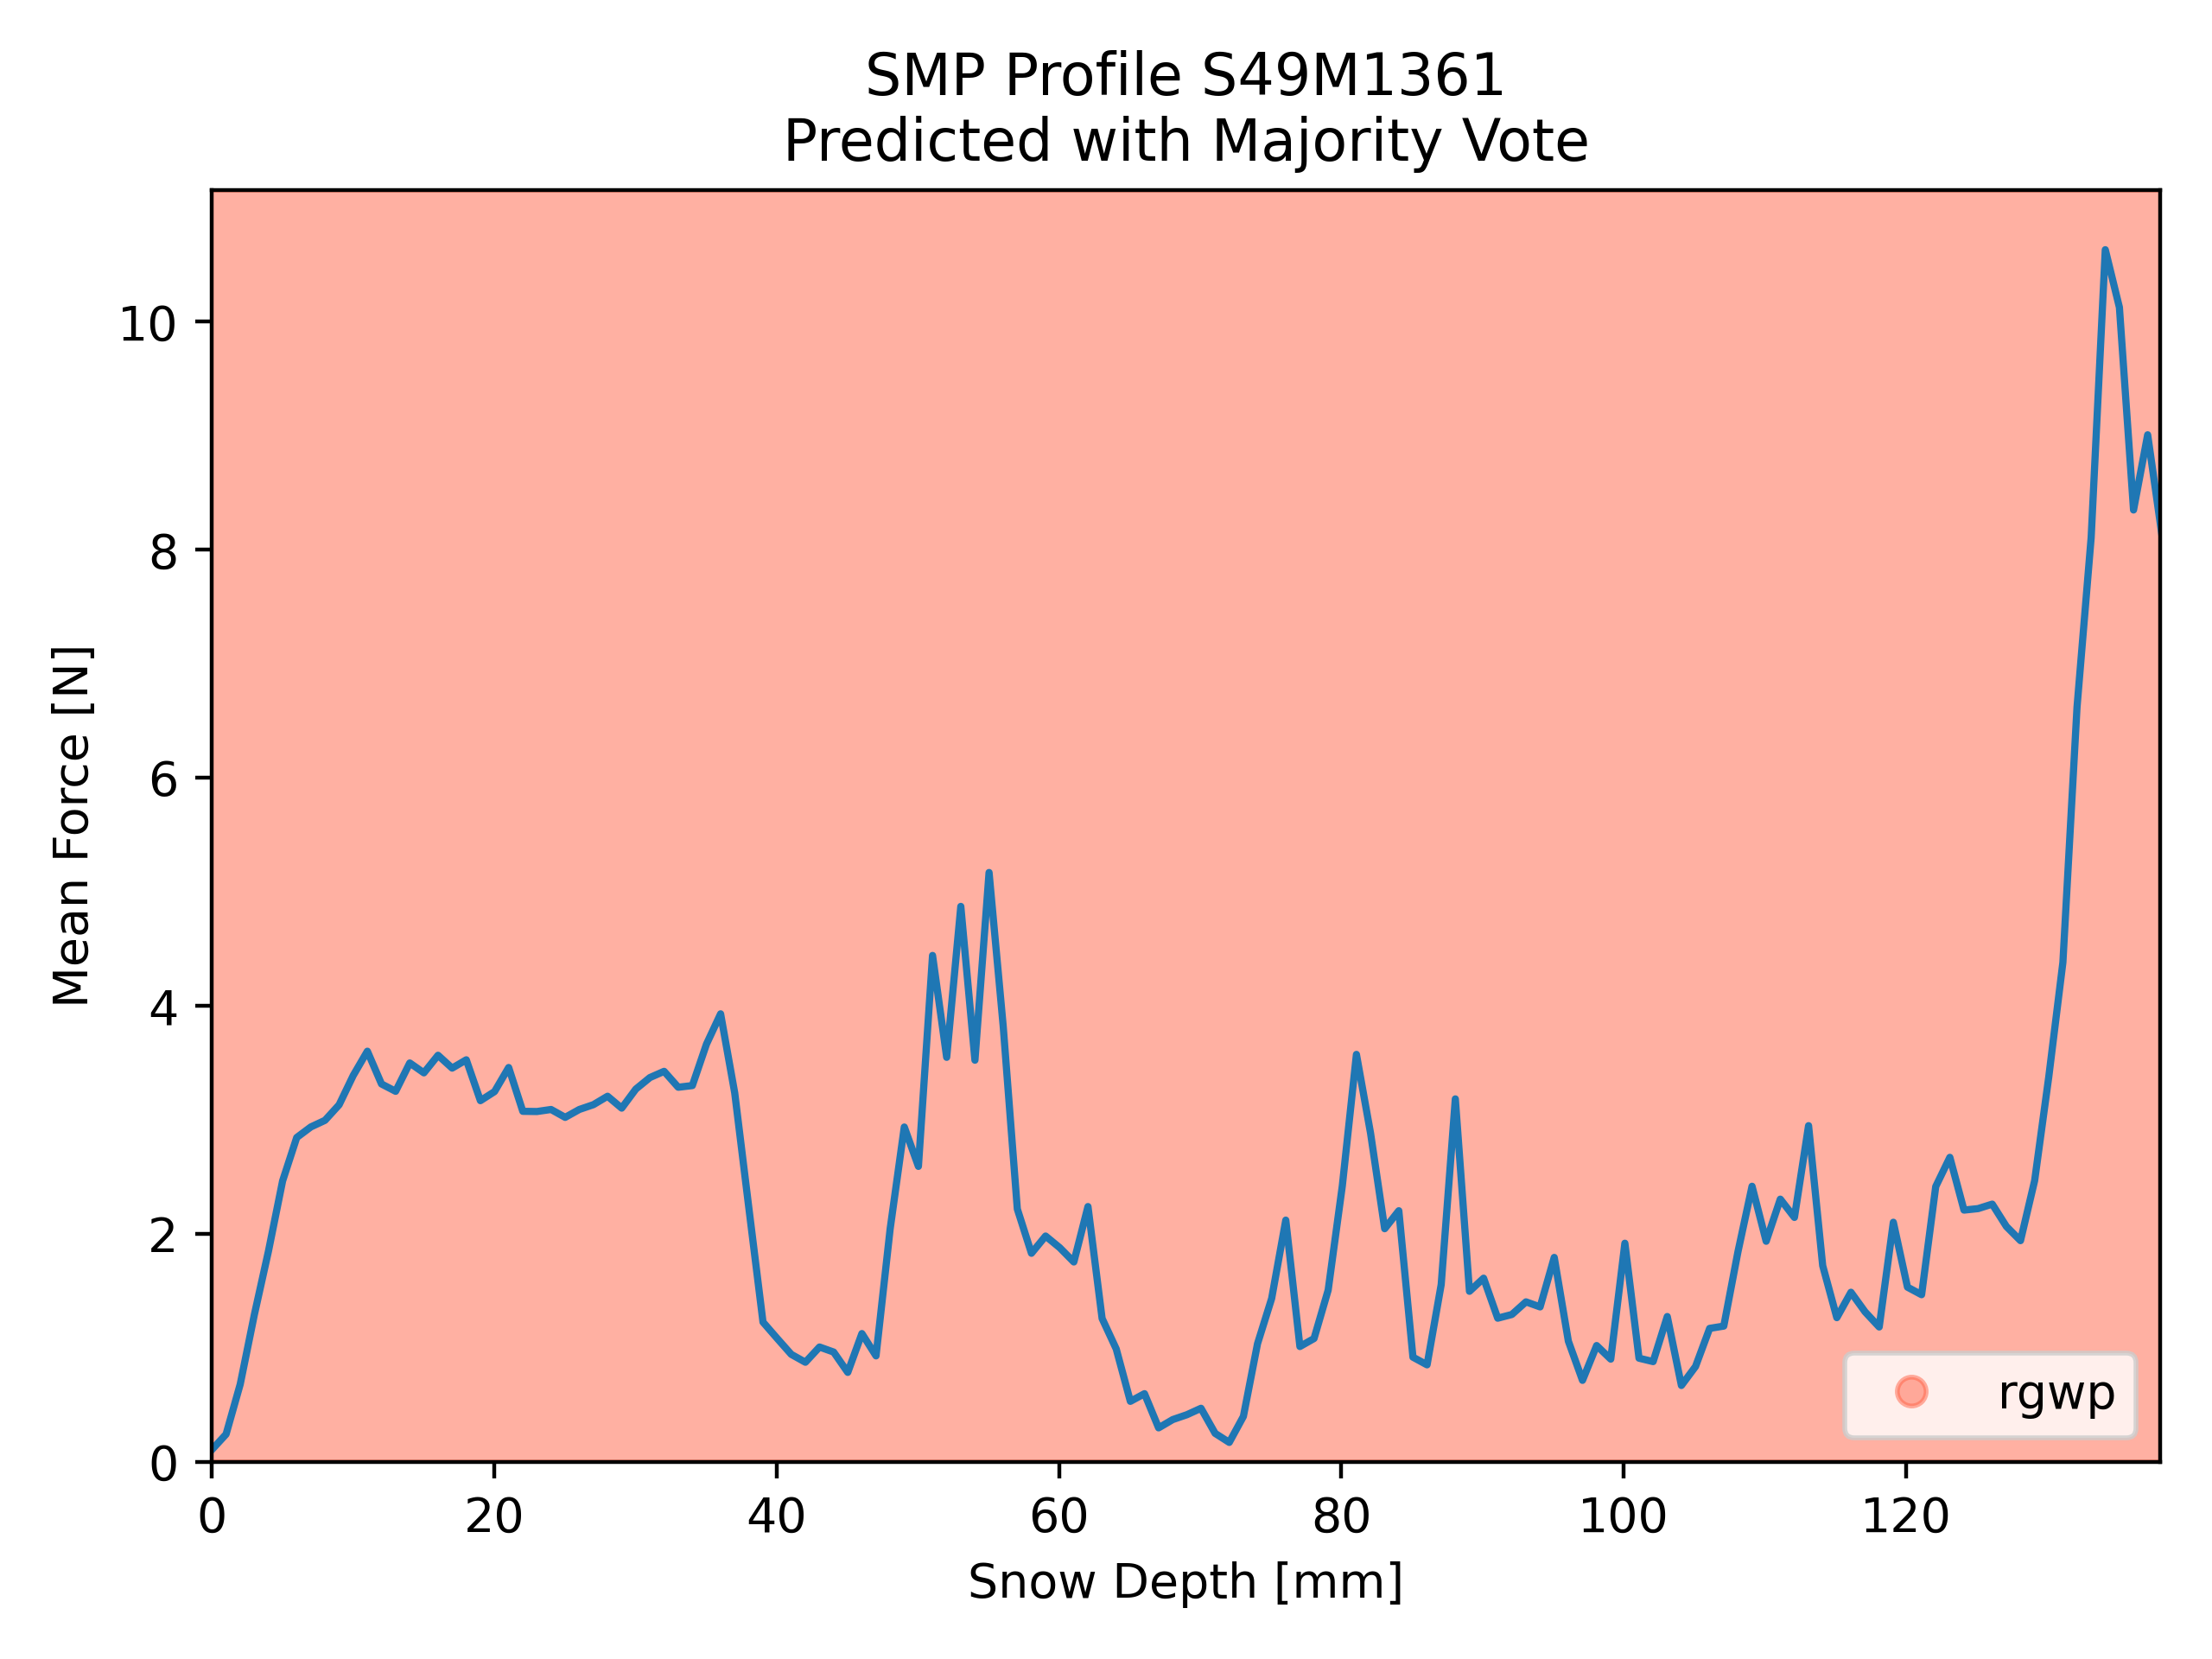 SMP Profile S49M1361
Predicted with Majority Vote
Mean Force [N]
10
8
6
4
2
0
0 20 40 60 80 100 120
Snow Depth [mm]
rgwp